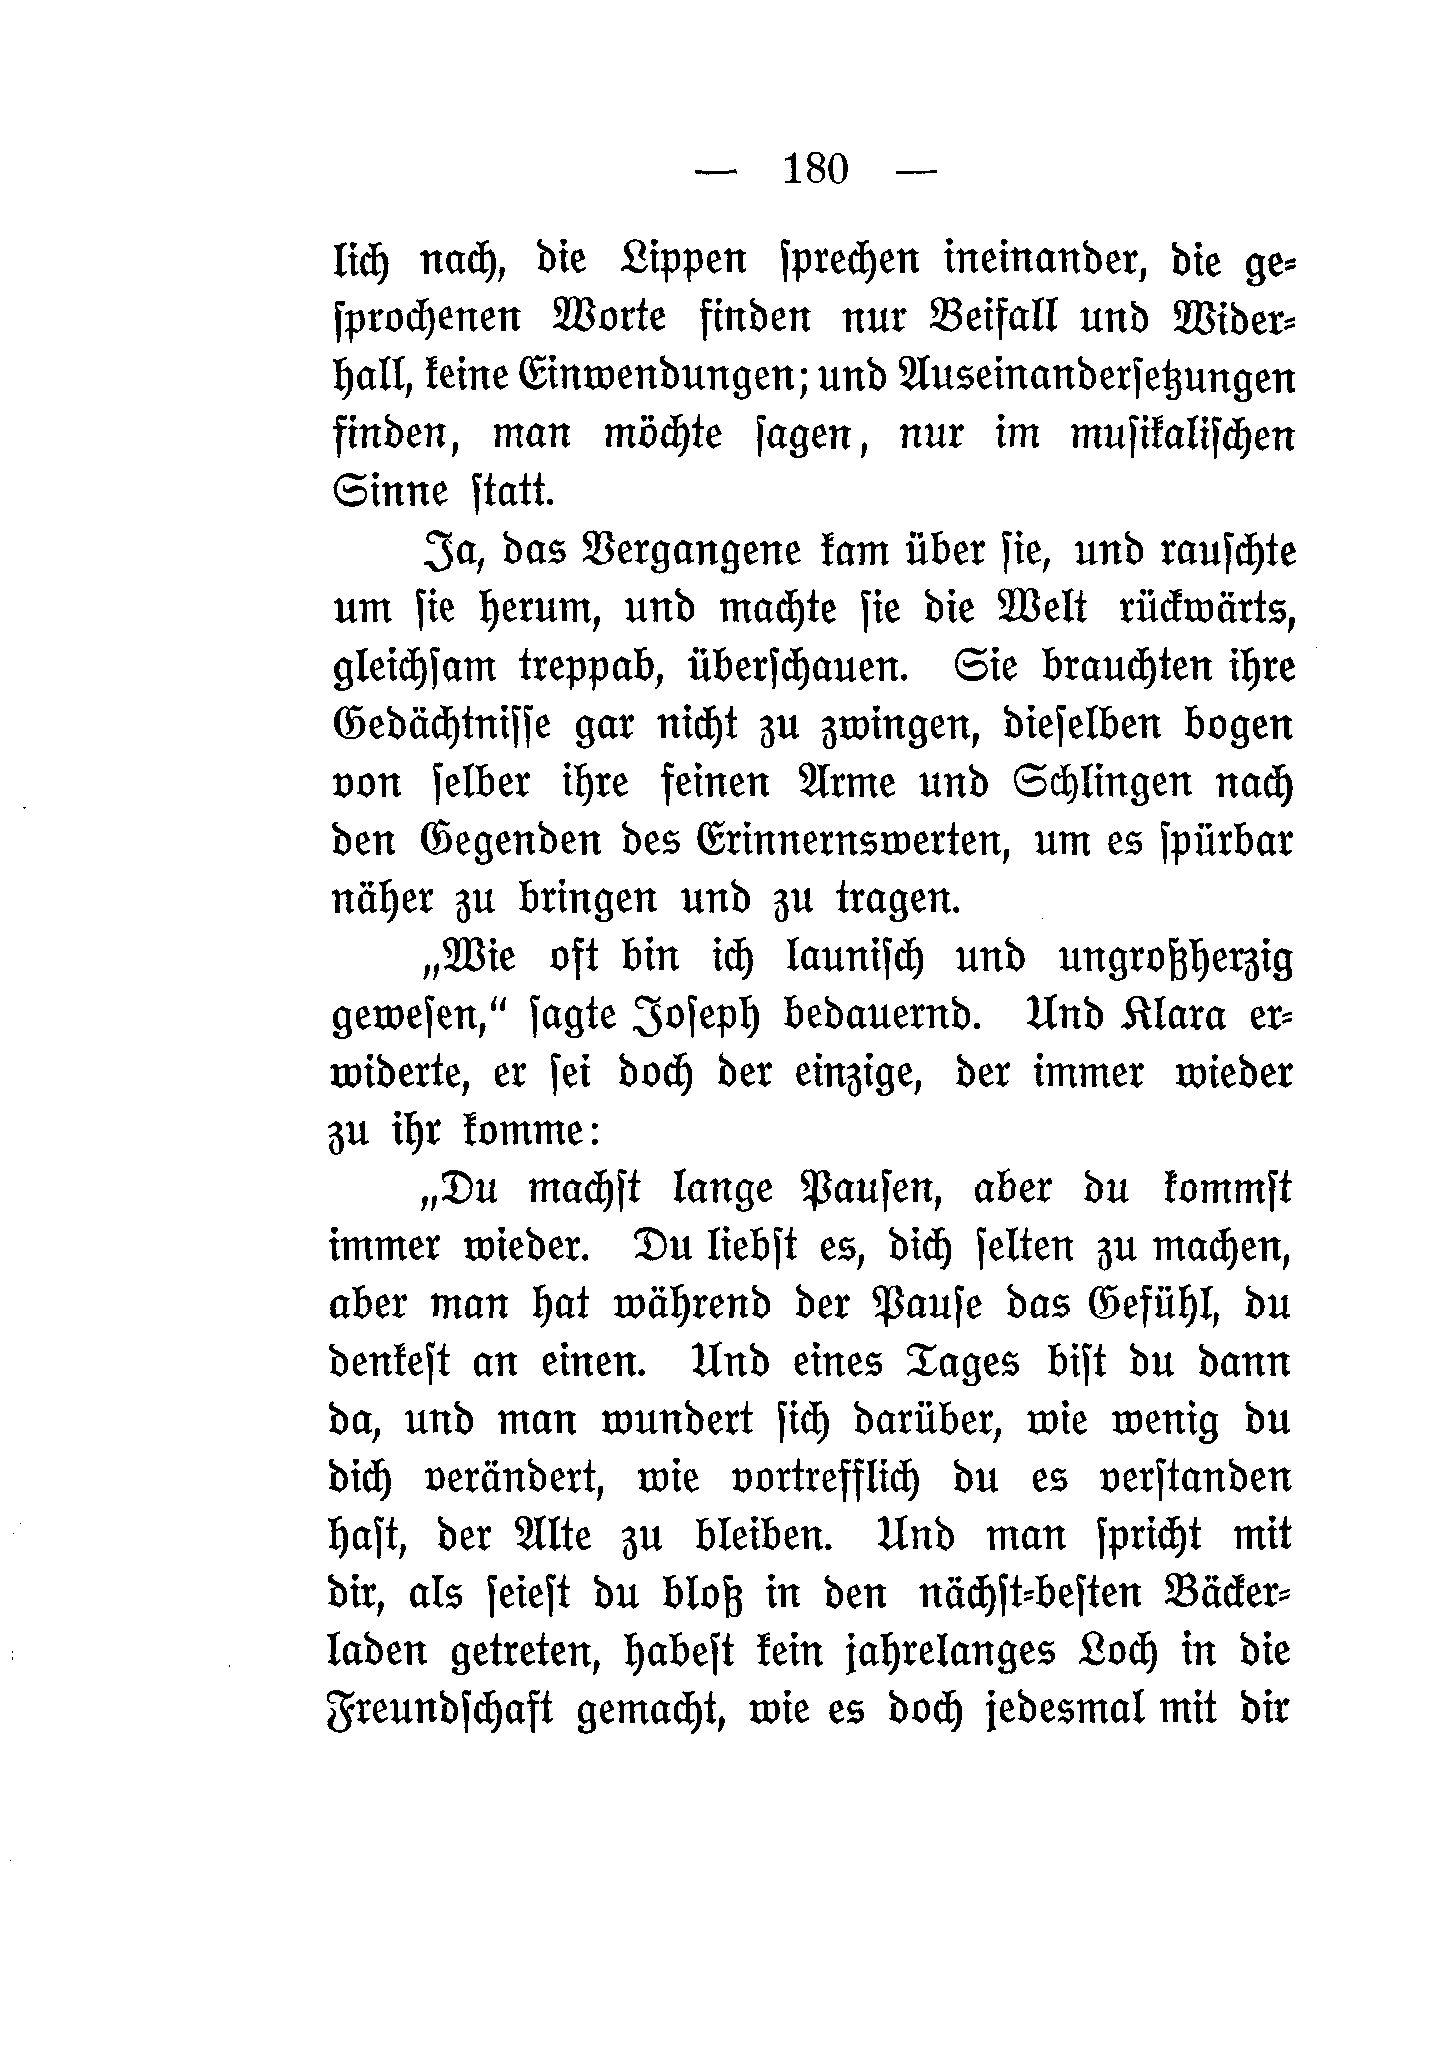 — 180 —
lich nach, die Lippen ſprechen ineinander, die ge⸗
ſprochenen Worte finden nur Beifall und Wider⸗
hall, keine Einwendungen; und Auseinanderſetzungen
finden, man möchte ſagen, nur im muſikaliſchen
Sinne ſtatt.
Ja, das Vergangene kam über ſie, und rauſchte
um ſie herum, und machte ſie die Welt rückwärts,
gleichſam treppab, überſchauen. Sie brauchten ihre
Gedächtniſſe gar nicht zu zwingen, dieſelben bogen
von ſelber ihre feinen Arme und Schlingen nach
den Gegenden des Erinnernswerten, um es ſpürbar
näher zu bringen und zu tragen.
„Wie oft bin ich launiſch und ungroßherzig
geweſen,“ ſagte Joſeph bedauernd. Und Klara er⸗
widerte, er ſei doch der einzige, der immer wieder
zu ihr komme:
„Du machſt lange Pauſen, aber du kommſt
immer wieder. Du liebſt es, dich ſelten zu machen,
aber man hat während der Pauſe das Gefühl, du
denkeſt an einen. Und eines Tages biſt du dann
da, und man wundert ſich darüber, wie wenig du
dich verändert, wie vortrefflich du es verſtanden
haſt, der Alte zu bleiben. Und man ſpricht mit
dir, als ſeieſt du bloß in den nächſt⸗beſten Bäcker⸗
laden getreten, habeſt kein jahrelanges Loch in die
Freundſchaft gemacht, wie es doch jedesmal mit dir